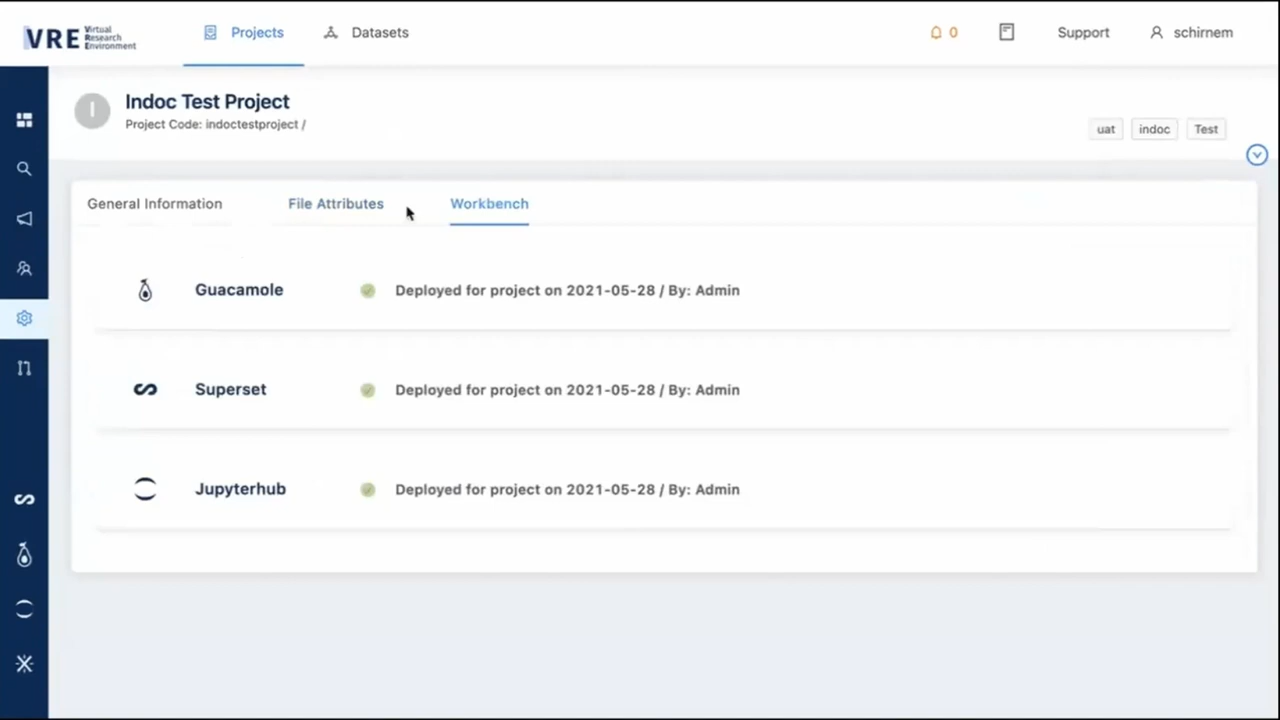 VRE Virtual Research Environment
Projects
Datasets
0
Support
schirnem
I
Indoc Test Project
Project Code: indoctestproject /
uat
indoc
Test
General Information
File Attributes
Workbench
Guacamole
Deployed for project on 2021-05-28 / By: Admin
Superset
Deployed for project on 2021-05-28 / By: Admin
Jupyterhub
Deployed for project on 2021-05-28 / By: Admin